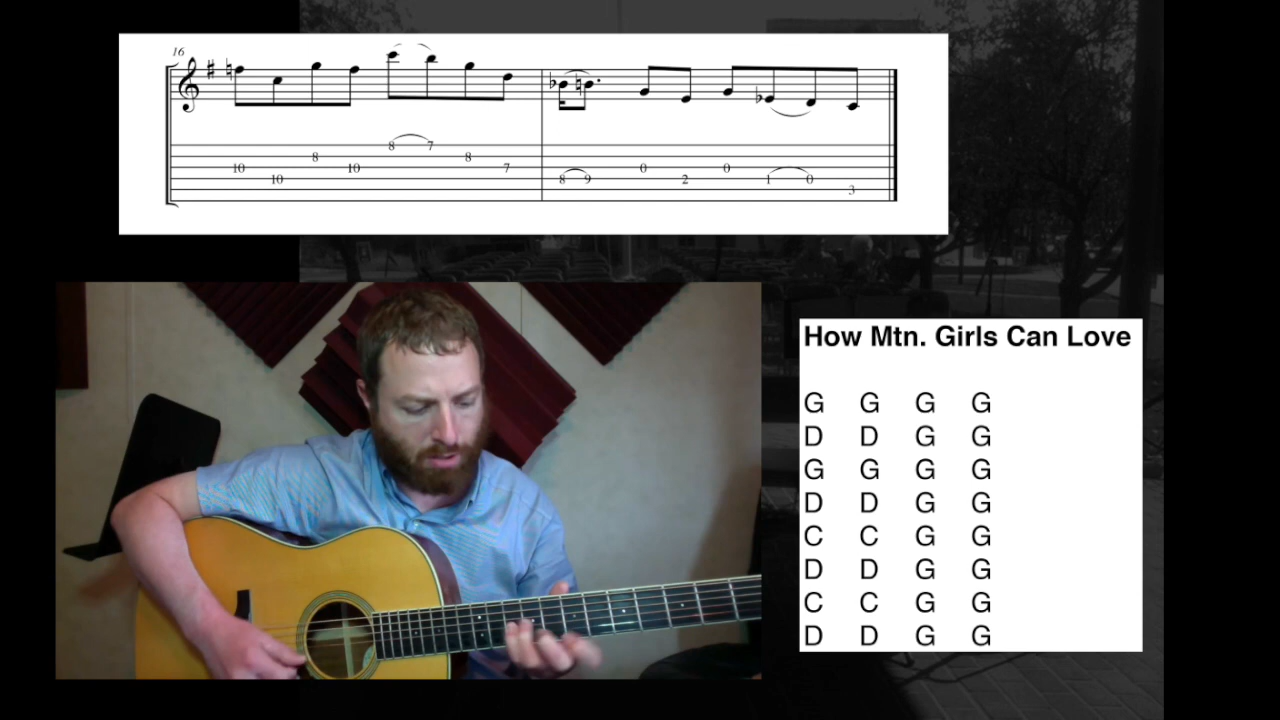 16
8 7
8 8
10 10 7 0 0
10 8 9 2 1 0
3
How Mtn. Girls Can Love
G G G G
D D G G
G G G G
D D G G
C C G G
D D G G
C C G G
D D G G